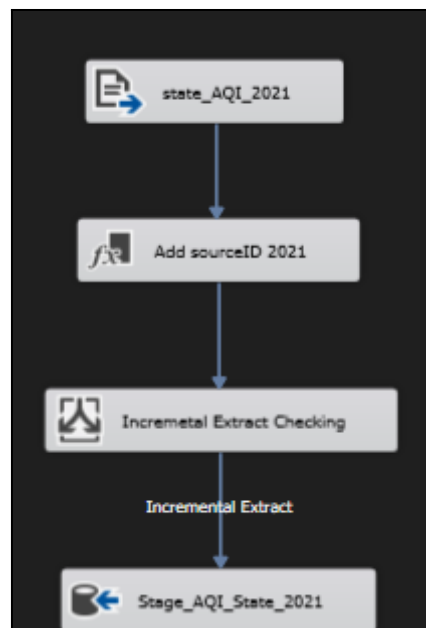 state_AQI_2021
Add sourceID 2021
Incremetal Extract Checking
Incremental Extract
Stage_AQI_State_2021